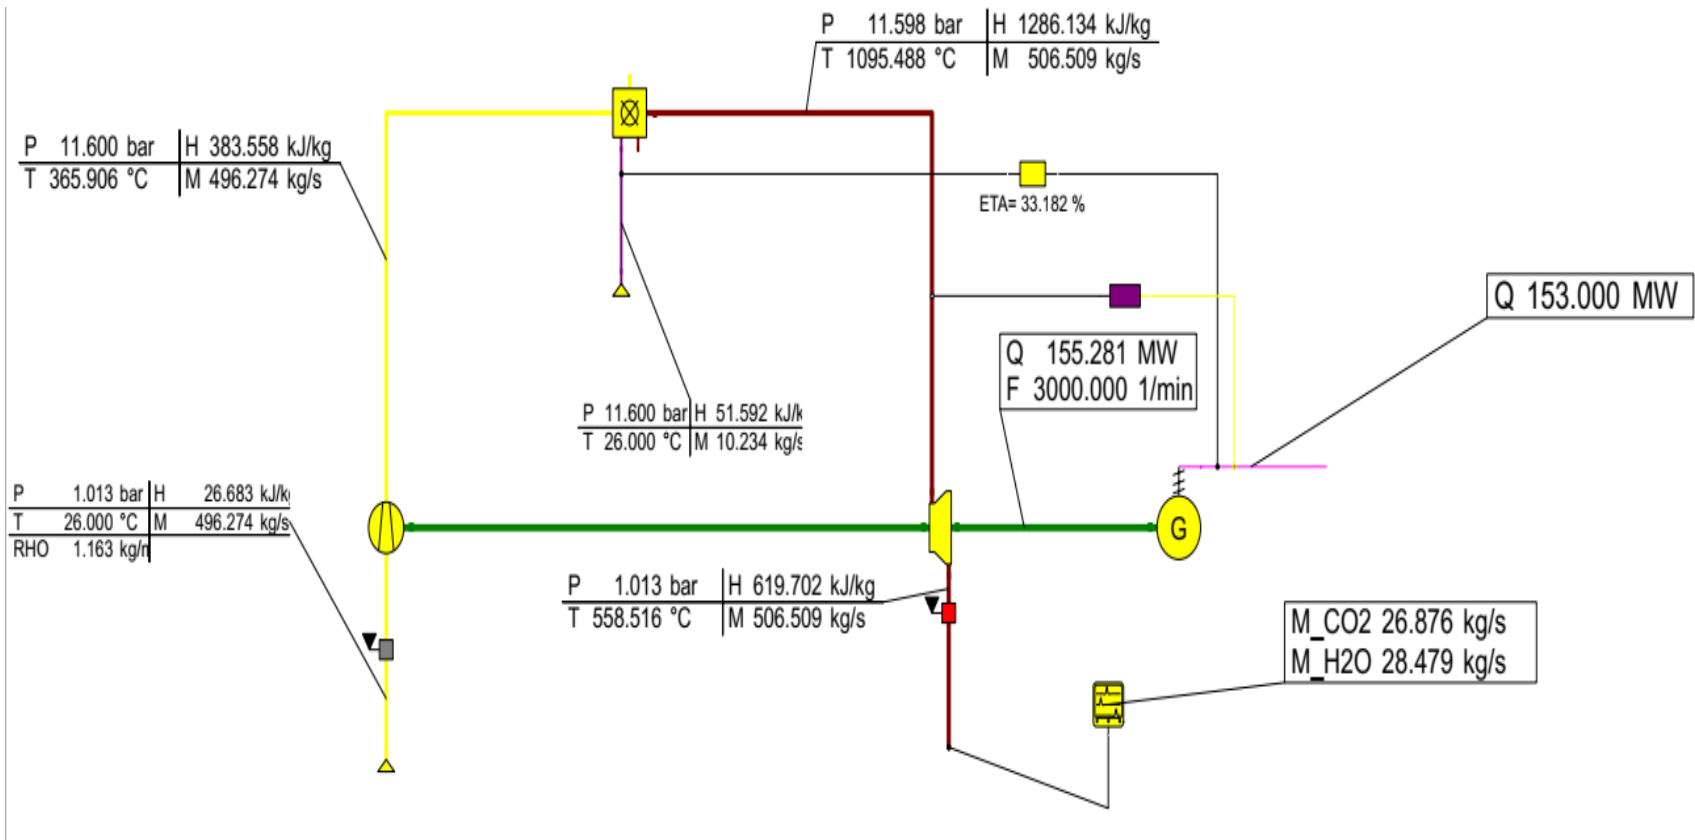 P 11.598 bar H 1286.134 kJ/kg
T 1095.488 °C M 506.509 kg/s
P 11.600 bar H 383.558 kJ/kg
T 365.906 °C M 496.274 kg/s
ETA= 33.182 %
Q 153.000 MW
Q 155.281 MW
F 3000.000 1/min
P 11.600 bar H 51.592 kJ/k
T 26.000 °C M 10.234 kg/s
P 1.013 bar H 26.683 kJ/k
T 26.000 °C M 496.274 kg/s
RHO 1.163 kg/
G
P 1.013 bar H 619.702 kJ/kg
T 558.516 °C M 506.509 kg/s
M_CO2 26.876 kg/s
M_H2O 28.479 kg/s